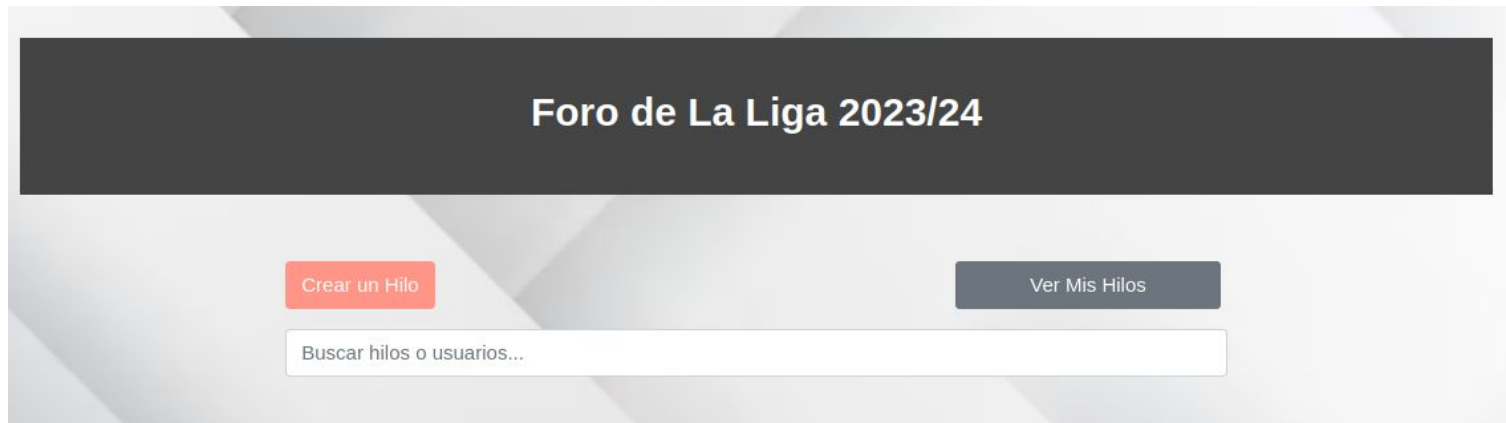 Foro de La Liga 2023/24
Crear un Hilo
Ver Mis Hilos
Buscar hilos o usuarios...